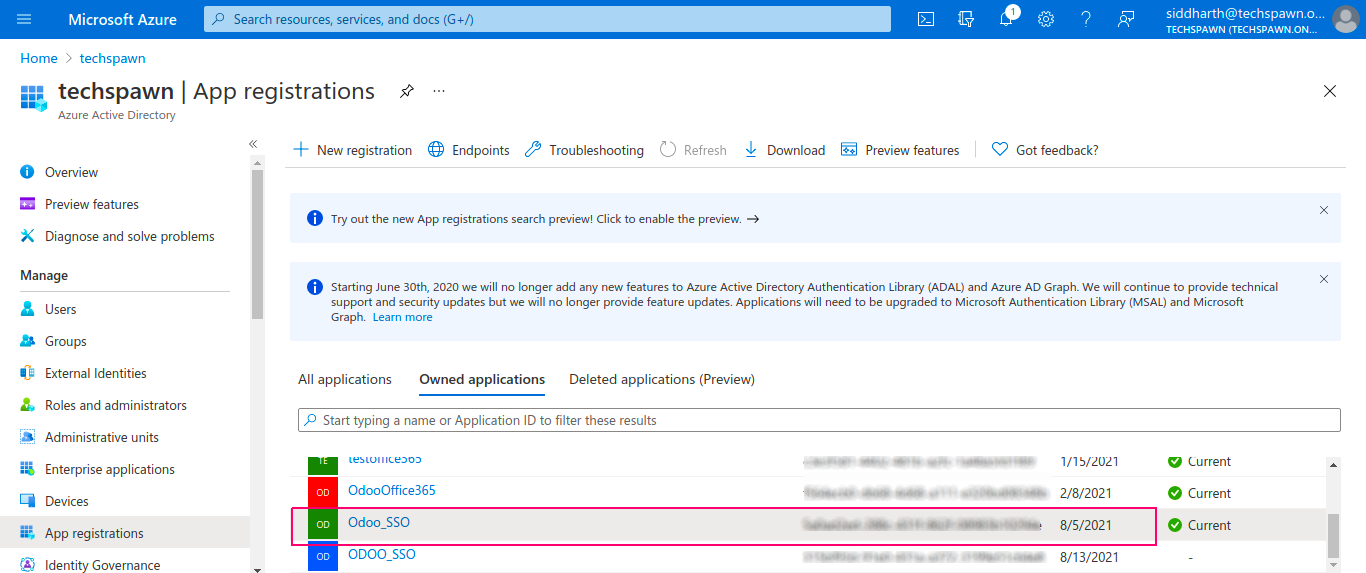 Microsoft Azure
Search resources, services, and docs (G+/)
1
siddharth@techspawn.o...
TECHSPAWN (TECHSPAWN.ON...
Home > techspawn
techspawn | App registrations
...
Azure Active Directory
«
Overview
Preview features
Diagnose and solve problems
Manage
Users
Groups
External Identities
Roles and administrators
Administrative units
Enterprise applications
Devices
App registrations
Identity Governance
New registration
Endpoints
Troubleshooting
Refresh
Download
Preview features
Got feedback?
Try out the new App registrations search preview! Click to enable the preview. →
Starting June 30th, 2020 we will no longer add any new features to Azure Active Directory Authentication Library (ADAL) and Azure AD Graph. We will continue to provide technical
support and security updates but we will no longer provide feature updates. Applications will need to be upgraded to Microsoft Authentication Library (MSAL) and Microsoft
Graph. Learn more
All applications
Owned applications
Deleted applications (Preview)
Start typing a name or Application ID to filter these results
TE testoffice365 1/15/2021 Current
OD OdooOffice365 2/8/2021 Current
OD Odoo_SSO 8/5/2021 Current
OD ODOO_SSO 8/13/2021 -